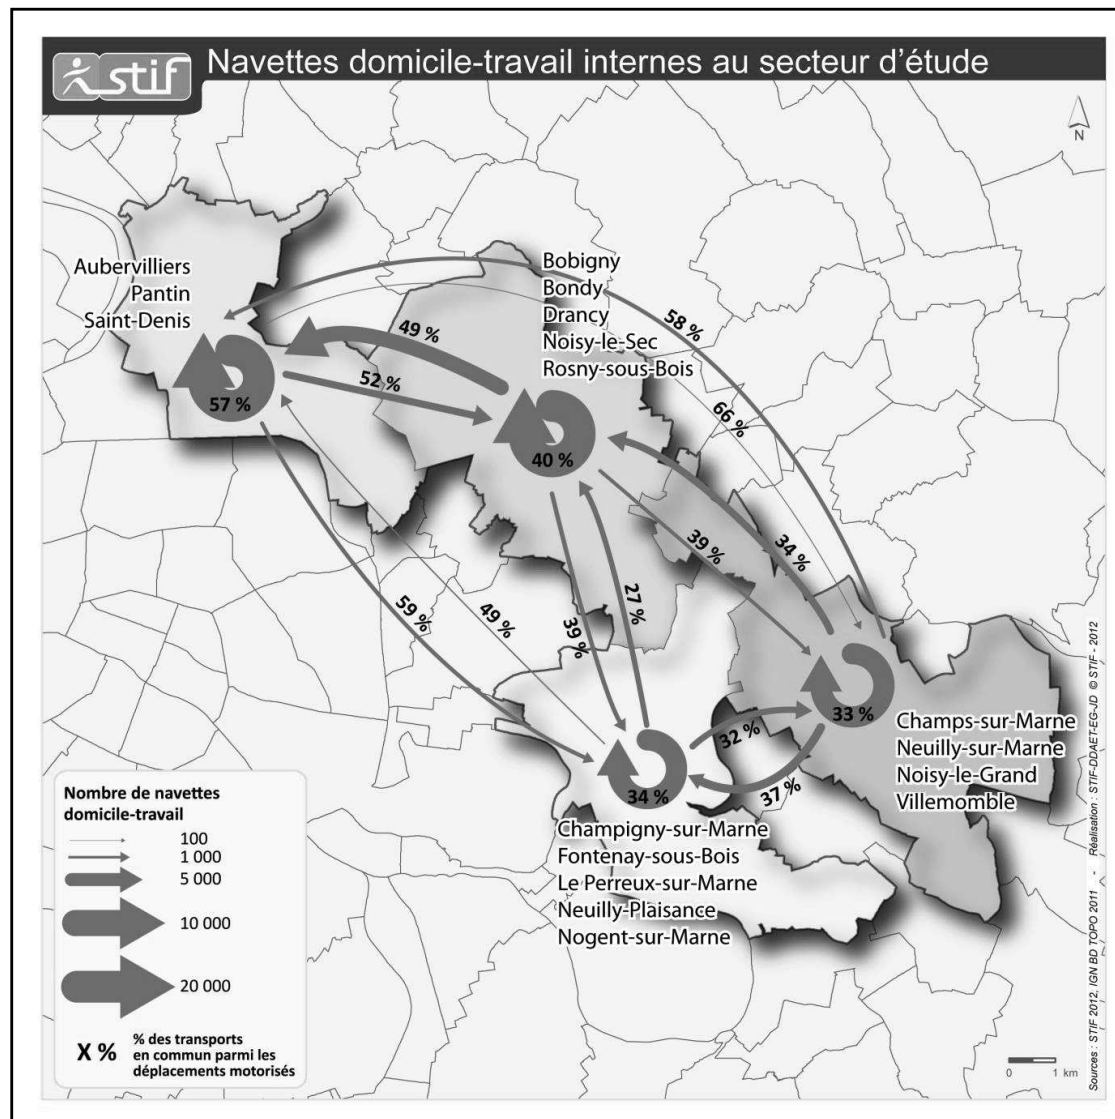 stif
Navettes domicile-travail internes au secteur d'étude
N
Aubervilliers
Pantin
Saint-Denis
Bobigny
Bondy
Drancy
Noisy-le-Sec
Rosny-sous-Bois
58 %
49 %
52 %
66 %
57 %
40 %
39 %
34 %
27 %
59 %
49 %
39 %
33 %
32 %
37 %
34 %
Champs-sur-Marne
Neuilly-sur-Marne
Noisy-le-Grand
Villemomble
Champigny-sur-Marne
Fontenay-sous-Bois
Le Perreux-sur-Marne
Neuilly-Plaisance
Nogent-sur-Marne
Nombre de navettes
domicile-travail
100
1 000
5 000
10 000
20 000
X %
% des transports
en commun parmi les
déplacements motorisés
0 1 km
Sources : STIF 2012, IGN BD TOPO 2011 - Réalisation : STIF-DDAET-EG-JD © STIF - 2012